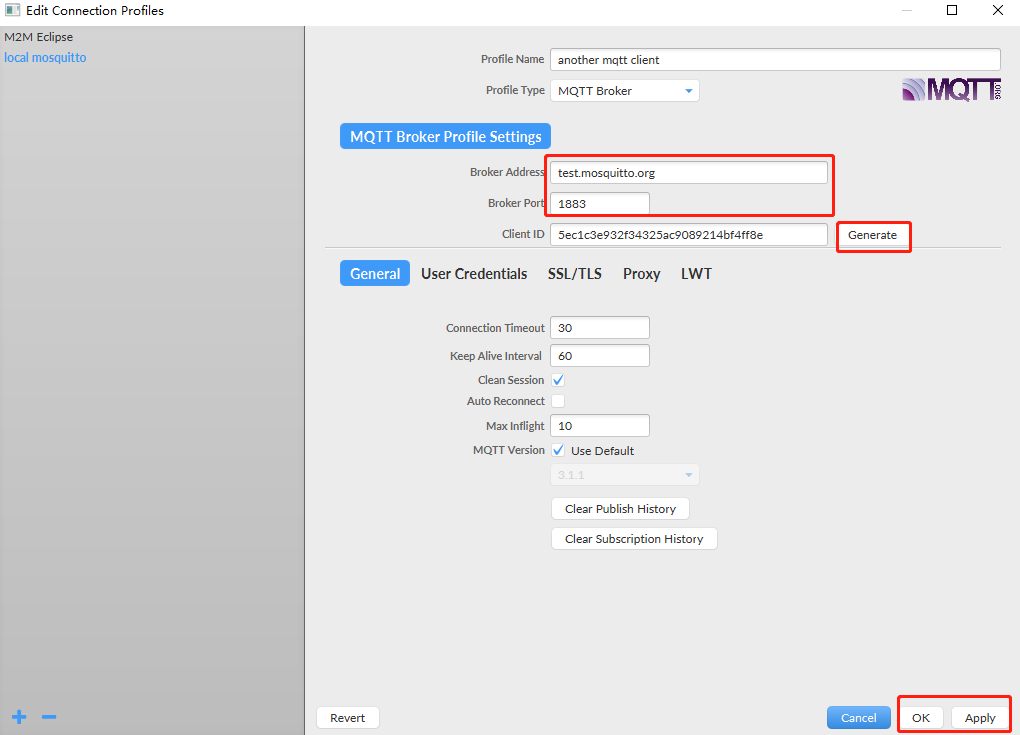 Edit Connection Profiles
M2M Eclipse
local mosquitto
Profile Name another mqtt client
Profile Type MQTT Broker
MQTT.ORG
MQTT Broker Profile Settings
Broker Address test.mosquitto.org
Broker Port 1883
Client ID 5ec1c3e932f34325ac9089214bf4ff8e Generate
General User Credentials SSL/TLS Proxy LWT
Connection Timeout 30
Keep Alive Interval 60
Clean Session
Auto Reconnect
Max Inflight 10
MQTT Version Use Default
3.1.1
Clear Publish History
Clear Subscription History
Revert Cancel OK Apply